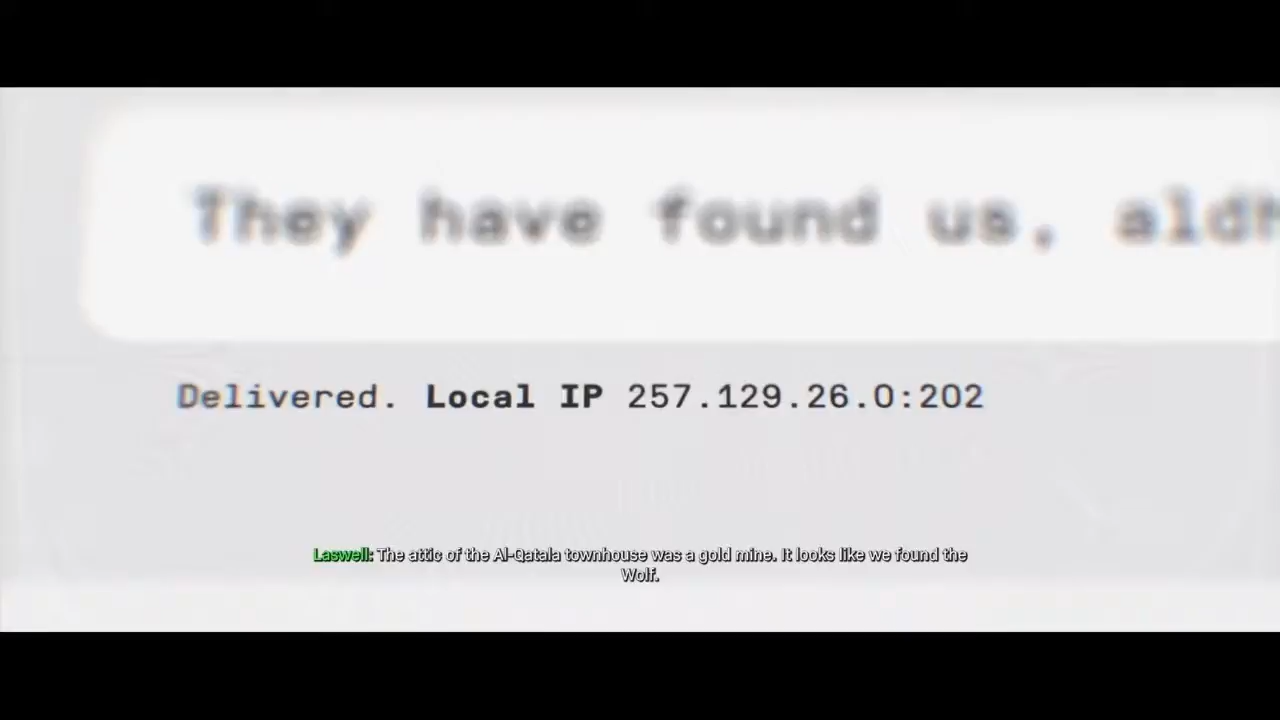 They have found us,
Delivered. Local IP 257.129.26.0:202
Laswell: The attic of the Al-Qatala townhouse was a gold mine. It looks like we found the
Wolf.